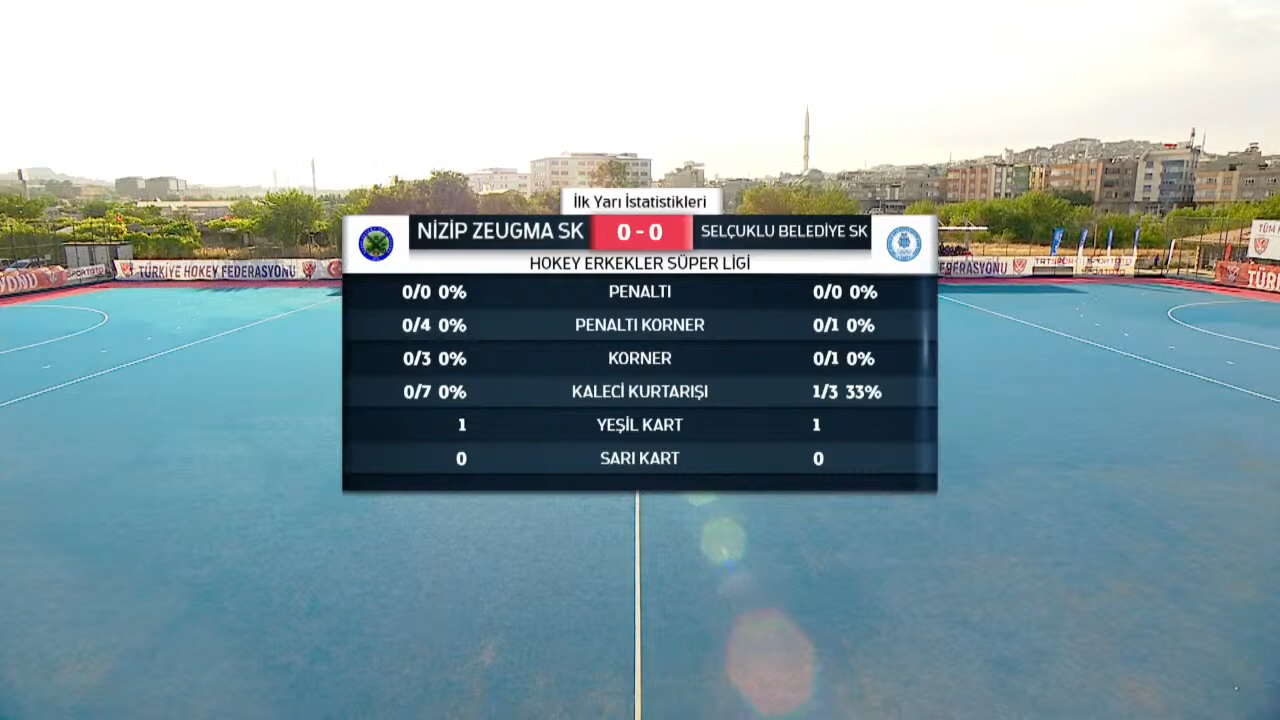 İlk Yarı İstatistikleri
NİZİP ZEUGMA SK 0 - 0 SELÇUKLU BELEDİYE SK
HOKEY ERKEKLER SÜPER LİGİ
0/0 0% PENALTI 0/0 0%
0/4 0% PENALTI KORNER 0/1 0%
0/3 0% KORNER 0/1 0%
0/7 0% KALECİ KURTARIŞI 1/3 33%
1 YEŞİL KART 1
0 SARI KART 0
TÜRKİYE HOKEY FEDERASYONU